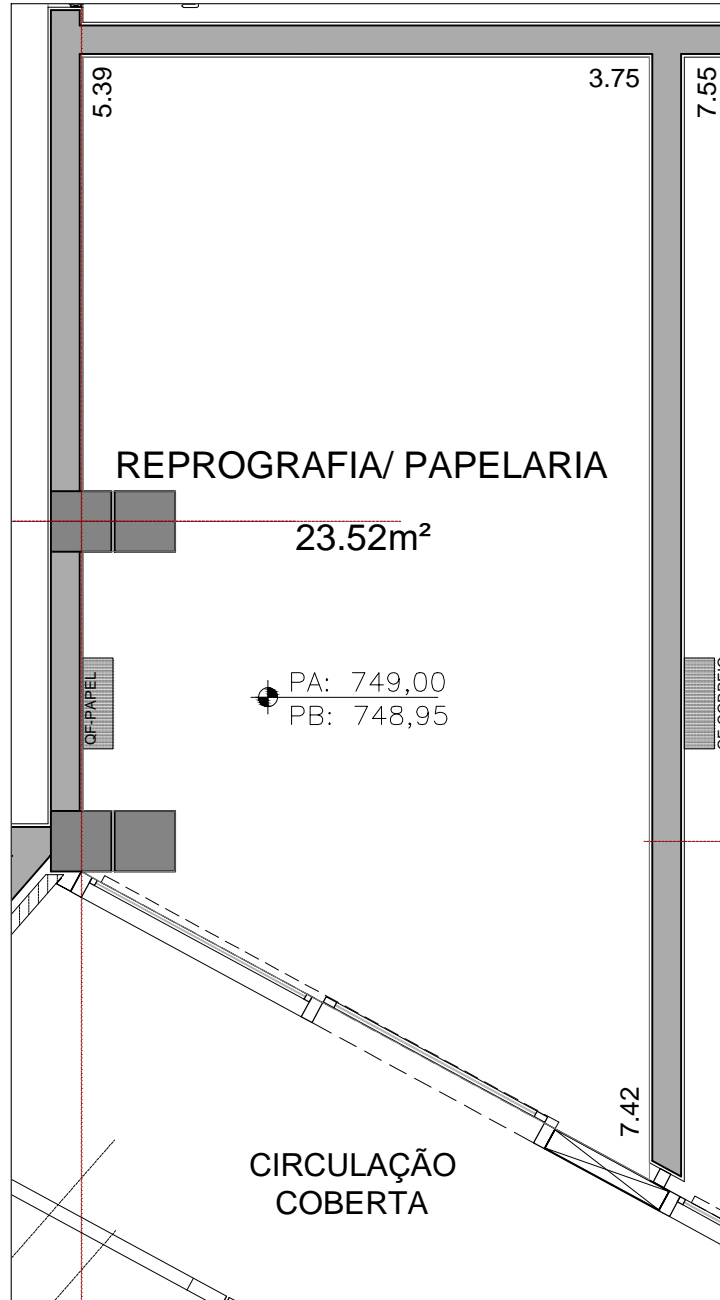 5.39
3.75
7.55
REPROGRAFIA/ PAPELARIA
23.52m²
PA: 749,00
PB: 748,95
QF-PAPEL
7.42
CIRCULAÇÃO
COBERTA